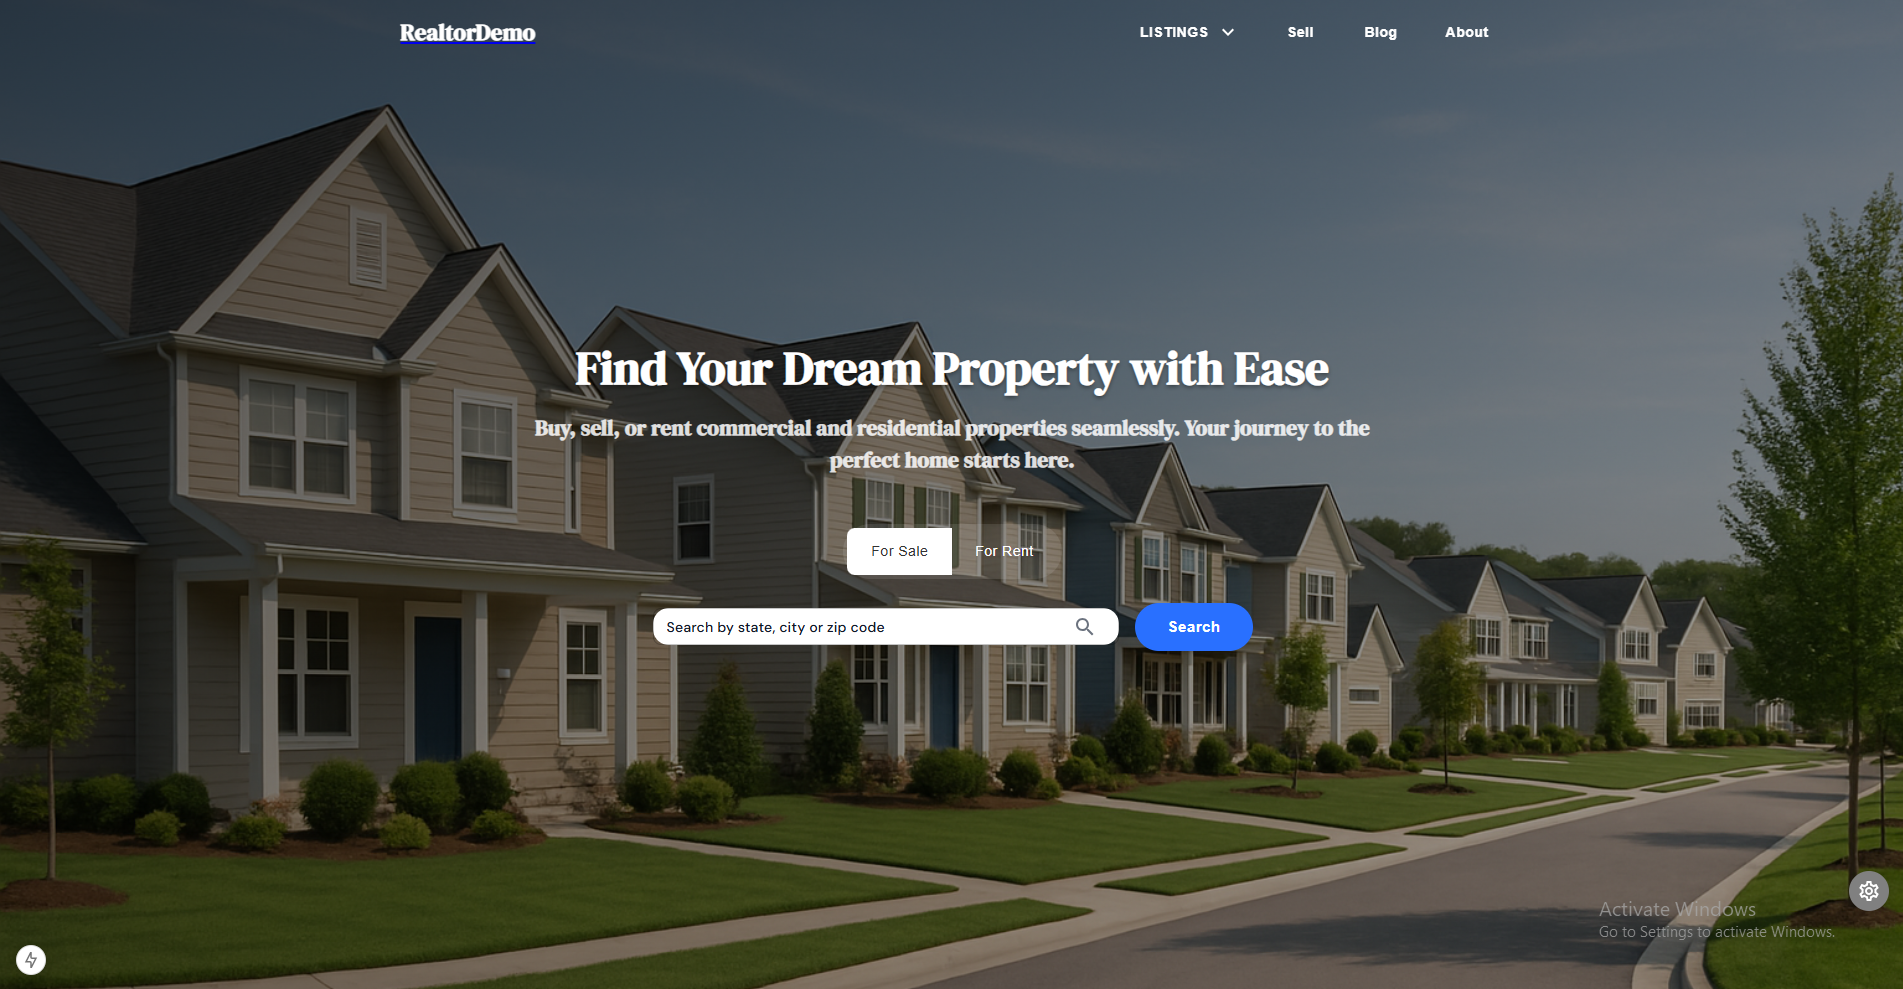 RealtorDemo
LISTINGS
Sell
Blog
About
Find Your Dream Property with Ease
Buy, sell, or rent commercial and residential properties seamlessly. Your journey to the
perfect home starts here.
For Sale
For Rent
Search by state, city or zip code
Search
Activate Windows
Go to Settings to activate Windows.